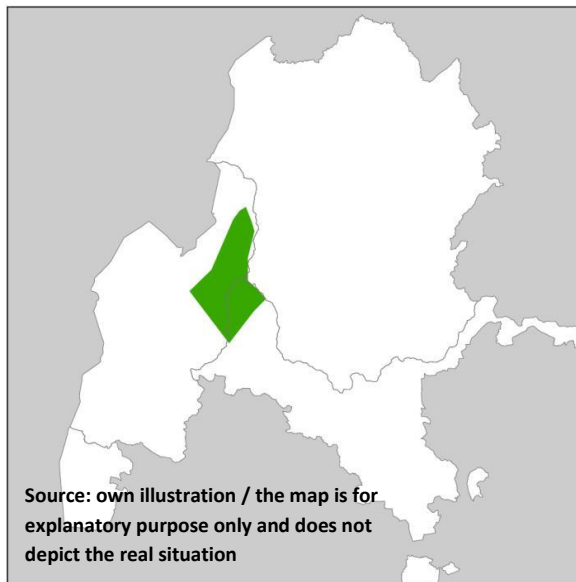 Source: own illustration / the map is for
explanatory purpose only and does not
depict the real situation